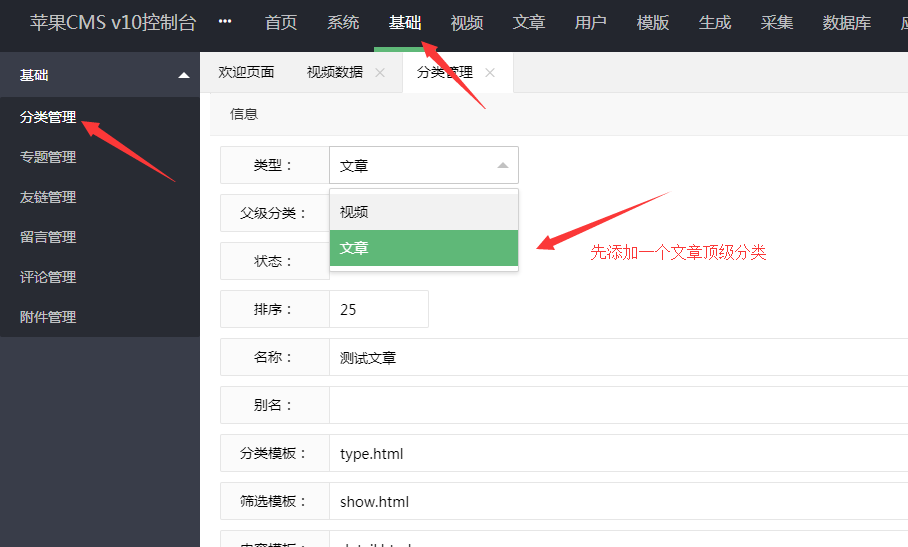 苹果CMS v10控制台 ··· 首页 系统 基础 视频 文章 用户 模版 生成 采集 数据库
基础
欢迎页面 视频数据 × 分类管理 ×
分类管理
信息
专题管理
类型： 文章
友链管理
父级分类： 视频
留言管理
文章
先添加一个文章顶级分类
评论管理
状态：
附件管理
排序： 25
名称： 测试文章
别名：
分类模板： type.html
筛选模板： show.html